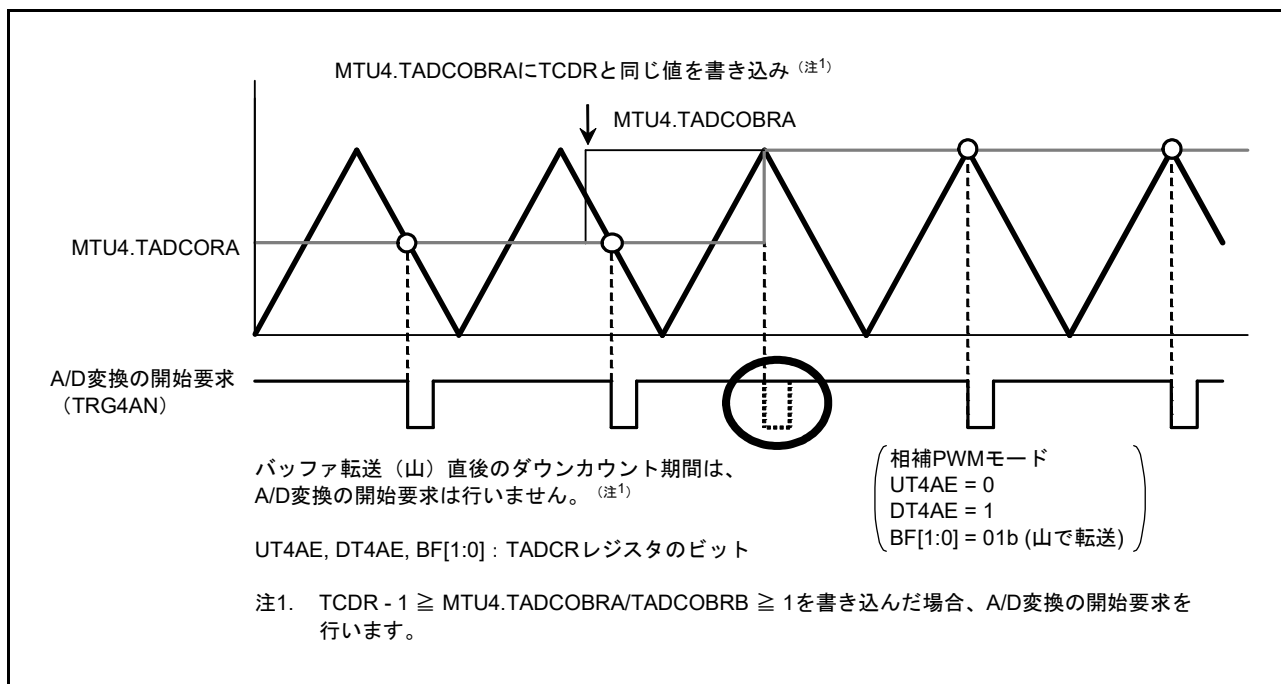 MTU4.TADCOBRAにTCDRと同じ値を書き込み（注1）
MTU4.TADCOBRA
MTU4.TADCORA
A/D変換の開始要求
（TRG4AN）
バッファ転送（山）直後のダウンカウント期間は、
A/D変換の開始要求は行いません。（注1）
相補PWMモード
UT4AE = 0
DT4AE = 1
BF[1:0] = 01b (山で転送)
UT4AE, DT4AE, BF[1:0]：TADCRレジスタのビット
注1. TCDR - 1 ≧ MTU4.TADCOBRA/TADCOBRB ≧ 1を書き込んだ場合、A/D変換の開始要求を
行います。